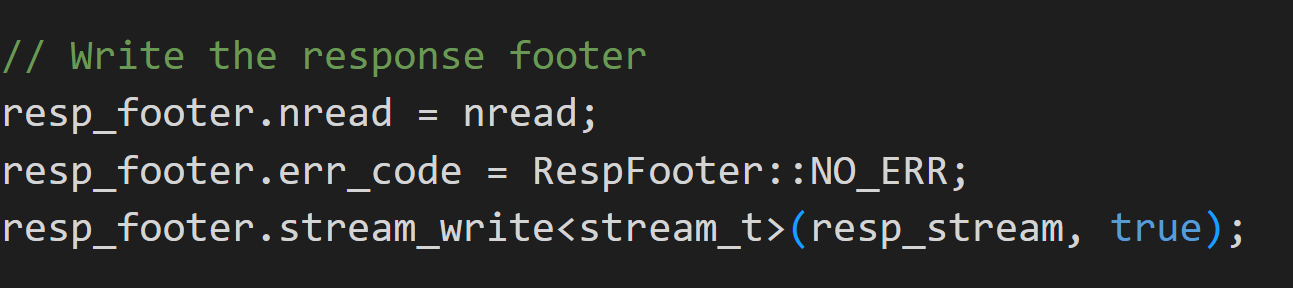 // Write the response footer
resp_footer.nread = nread;
resp_footer.err_code = RespFooter::NO_ERR;
resp_footer.stream_write<stream_t>(resp_stream, true);